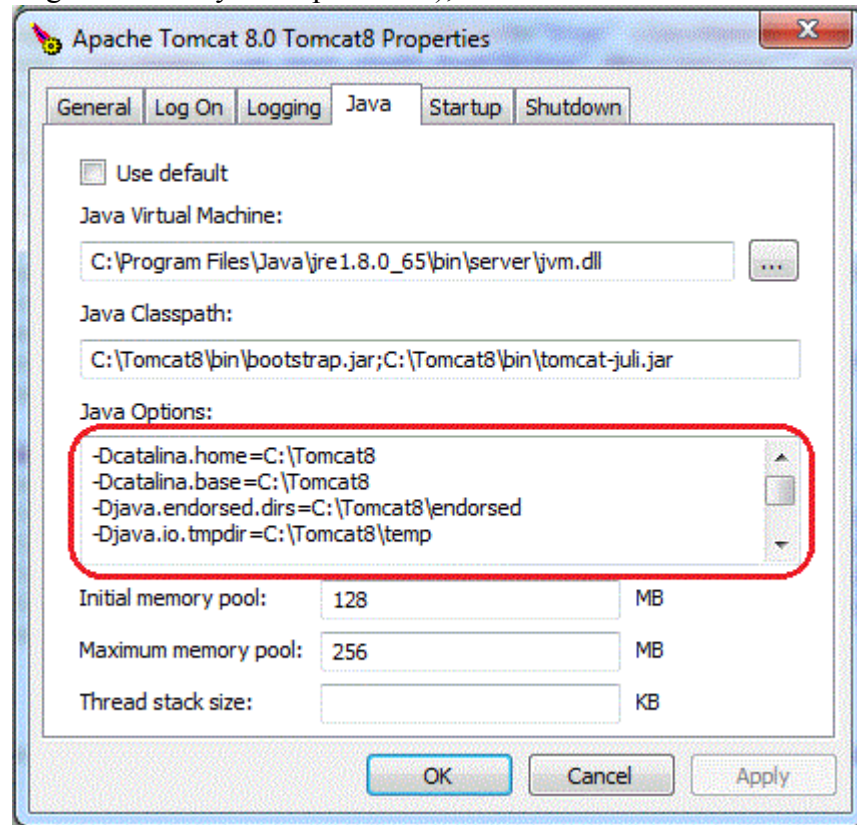 Apache Tomcat 8.0 Tomcat8 Properties
General Log On Logging Java Startup Shutdown
Use default
Java Virtual Machine:
C:\Program Files\Java\jre1.8.0_65\bin\server\jvm.dll ...
Java Classpath:
C:\Tomcat8\bin\bootstrap.jar;C:\Tomcat8\bin\tomcat-juli.jar
Java Options:
-Dcatalina.home=C:\Tomcat8
-Dcatalina.base=C:\Tomcat8
-Djava.endorsed.dirs=C:\Tomcat8\endorsed
-Djava.io.tmpdir=C:\Tomcat8\temp
Initial memory pool: 128 MB
Maximum memory pool: 256 MB
Thread stack size: KB
OK Cancel Apply